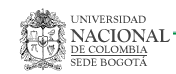 UNIVERSIDAD
NACIONAL
DE COLOMBIA
SEDE BOGOTÁ